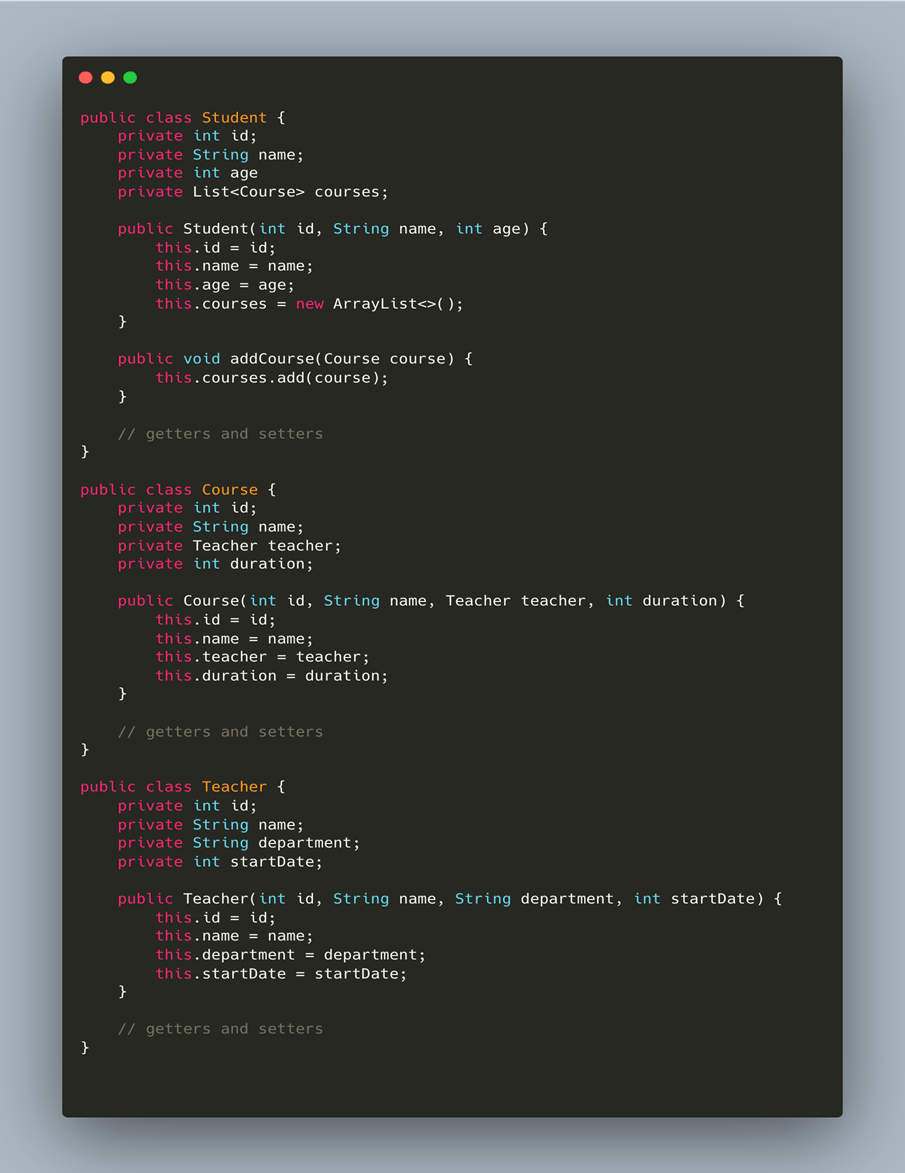 public class Student {
    private int id;
    private String name;
    private int age
    private List<Course> courses;

    public Student(int id, String name, int age) {
        this.id = id;
        this.name = name;
        this.age = age;
        this.courses = new ArrayList<>();
    }

    public void addCourse(Course course) {
        this.courses.add(course);
    }

    // getters and setters
}

public class Course {
    private int id;
    private String name;
    private Teacher teacher;
    private int duration;

    public Course(int id, String name, Teacher teacher, int duration) {
        this.id = id;
        this.name = name;
        this.teacher = teacher;
        this.duration = duration;
    }

    // getters and setters
}

public class Teacher {
    private int id;
    private String name;
    private String department;
    private int startDate;

    public Teacher(int id, String name, String department, int startDate) {
        this.id = id;
        this.name = name;
        this.department = department;
        this.startDate = startDate;
    }

    // getters and setters
}